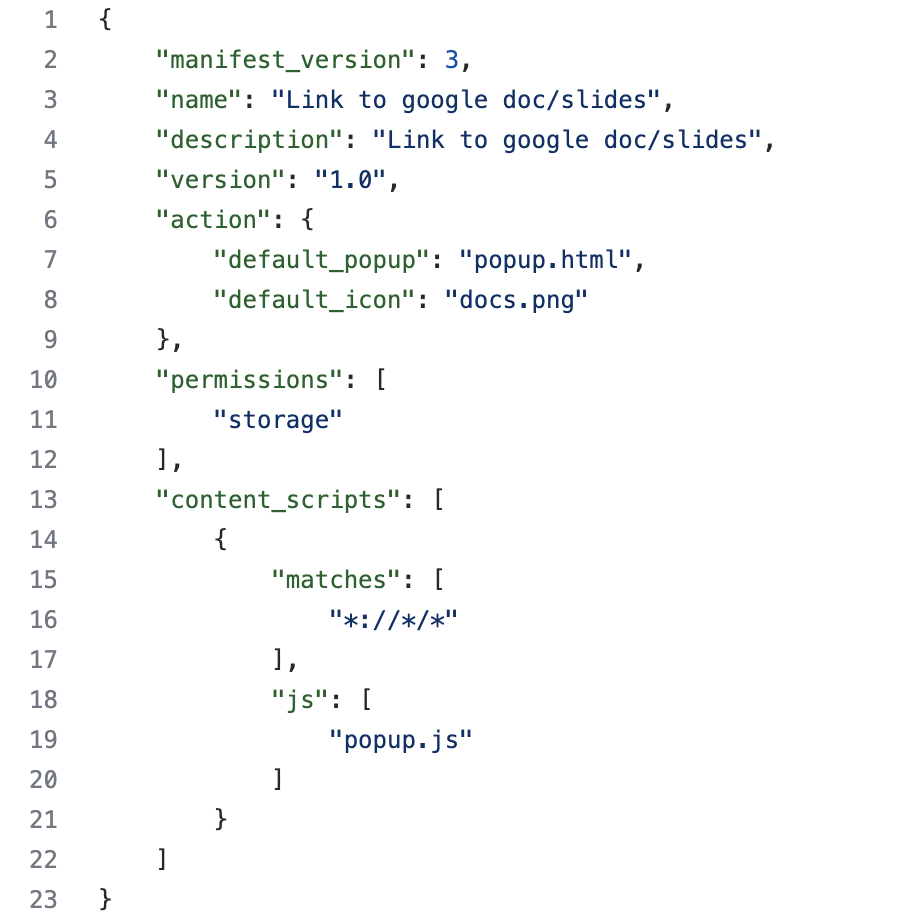 1 {
2     "manifest_version": 3,
3     "name": "Link to google doc/slides",
4     "description": "Link to google doc/slides",
5     "version": "1.0",
6     "action": {
7         "default_popup": "popup.html",
8         "default_icon": "docs.png"
9     },
10     "permissions": [
11         "storage"
12     ],
13     "content_scripts": [
14         {
15             "matches": [
16                 "*://*/*"
17             ],
18             "js": [
19                 "popup.js"
20             ]
21         }
22     ]
23 }